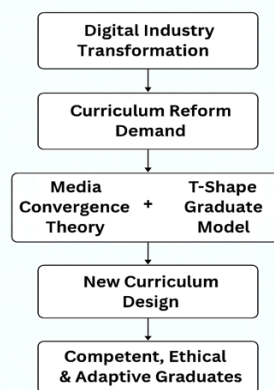 Digital Industry
Transformation
Curriculum Reform
Demand
Media
Convergence
Theory
+
T-Shape
Graduate
Model
New Curriculum
Design
Competent, Ethical
& Adaptive Graduates